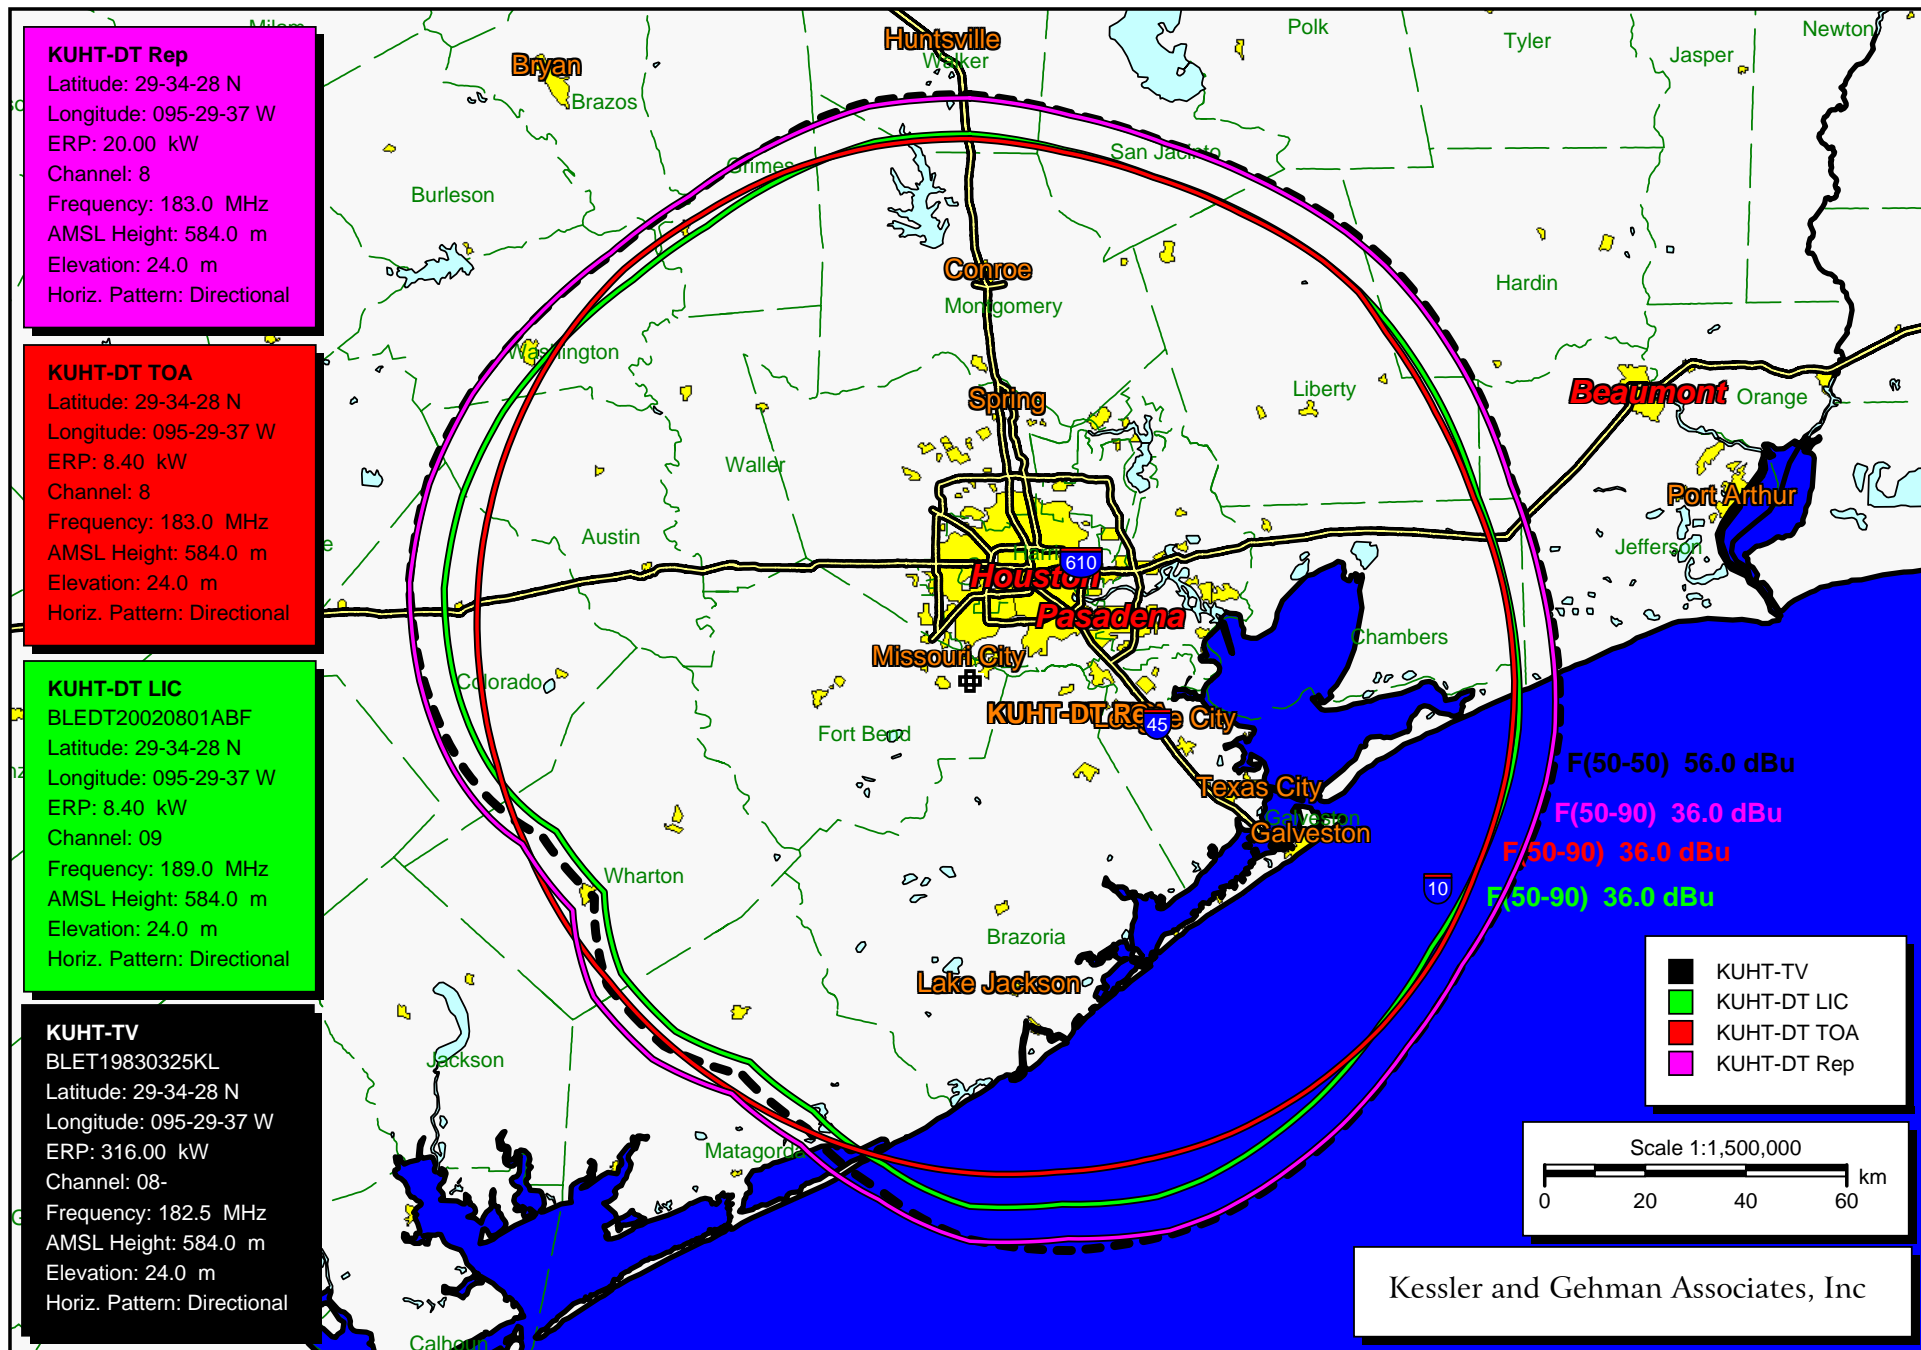 KUHT-DT Rep
Latitude: 29-34-28 N
Longitude: 095-29-37 W
ERP: 20.00 kW
Channel: 8
Frequency: 183.0 MHz
AMSL Height: 584.0 m
Elevation: 24.0 m
Horiz. Pattern: Directional
KUHT-DT TOA
Latitude: 29-34-28 N
Longitude: 095-29-37 W
ERP: 8.40 kW
Channel: 8
Frequency: 183.0 MHz
AMSL Height: 584.0 m
Elevation: 24.0 m
Horiz. Pattern: Directional
KUHT-DT LIC
BLEDT20020801ABF
Latitude: 29-34-28 N
Longitude: 095-29-37 W
ERP: 8.40 kW
Channel: 09
Frequency: 189.0 MHz
AMSL Height: 584.0 m
Elevation: 24.0 m
Horiz. Pattern: Directional
KUHT-TV
BLET19830325KL
Latitude: 29-34-28 N
Longitude: 095-29-37 W
ERP: 316.00 kW
Channel: 08-
Frequency: 182.5 MHz
AMSL Height: 584.0 m
Elevation: 24.0 m
Horiz. Pattern: Directional
Milam
Polk
Newton
Huntsville
Tyler
Walker
Jasper
Bryan
Brazos
San Jacinto
Grimes
Burleson
Conroe
Hardin
Montgomery
Washington
Liberty
Beaumont
Orange
Spring
Waller
Port Arthur
Austin
Jefferson
610
Houston
Pasadena
Chambers
Missouri City
Colorado
KUHT-DT Rep
League City
45
Fort Bend
F(50-50) 56.0 dBu
Texas City
F(50-90) 36.0 dBu
Galveston
Galveston
F(50-90) 36.0 dBu
Wharton
10
F(50-90) 36.0 dBu
Brazoria
Lake Jackson
Jackson
Matagorda
Calhoun
KUHT-TV
KUHT-DT LIC
KUHT-DT TOA
KUHT-DT Rep
Scale 1:1,500,000
km
0 20 40 60
Kessler and Gehman Associates, Inc